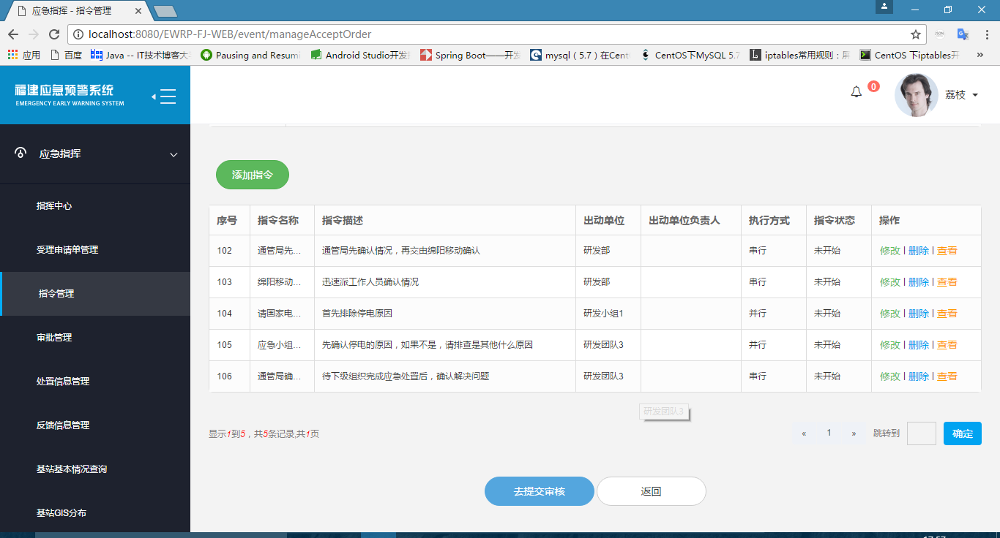 应急指挥 - 指令管理
localhost:8080/EWRP-FJ-WEB/event/manageAcceptOrder
JSON
应用 百度 Java -- IT技术博客大 Pausing and Resumi Android Studio开发 Spring Boot——开发 mysql（5.7）在Cent CentOS下MySQL 5.7 iptables常用规则：屏 CentOS 下iptables开 »
福建应急预警系统
EMERGENCY EARLY WARNING SYSTEM
0
荔枝
应急指挥
指挥中心
受理申请单管理
指令管理
审批管理
处置信息管理
反馈信息管理
基站基本情况查询
基站GIS分布
添加指令
序号 指令名称 指令描述 出动单位 出动单位负责人 执行方式 指令状态 操作
102 通管局先... 通管局先确认情况，再交由绵阳移动确认 研发部 串行 未开始 修改 | 删除 | 查看
103 绵阳移动... 迅速派工作人员确认情况 研发部 串行 未开始 修改 | 删除 | 查看
104 请国家电... 首先排除停电原因 研发小组1 并行 未开始 修改 | 删除 | 查看
105 应急小组... 先确认停电的原因，如果不是，请排查是其他什么原因 研发团队3 并行 未开始 修改 | 删除 | 查看
106 通管局确... 待下级组织完成应急处置后，确认解决问题 研发团队3 串行 未开始 修改 | 删除 | 查看
研发团队3
显示1到5，共5条记录,共1页 « 1 » 跳转到 确定
去提交审核 返回